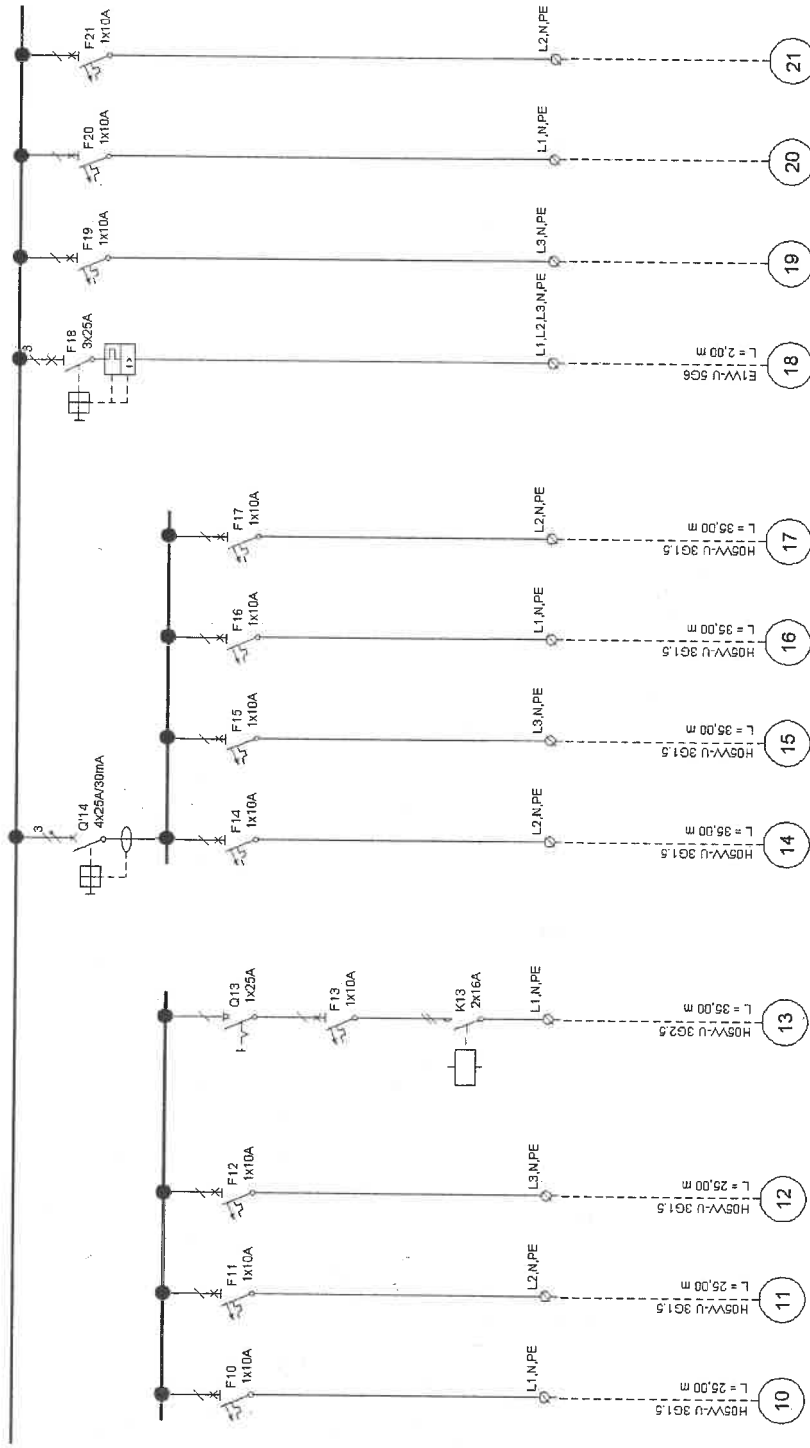 F10
1x10A
L1,N,PE
H05VV-U 3G1.5
L = 25,00 m
10
F11
1x10A
L2,N,PE
H05VV-U 3G1.5
L = 25,00 m
11
F12
1x10A
L3,N,PE
H05VV-U 3G1.5
L = 25,00 m
12
Q13
1x25A
F13
1x10A
K13
2x16A
L1,N,PE
H05VV-U 3G2.5
L = 35,00 m
13
3
Q'14
4x25A/30mA
F14
1x10A
L2,N,PE
H05VV-U 3G1.5
L = 35,00 m
14
F15
1x10A
L3,N,PE
H05VV-U 3G1.5
L = 35,00 m
15
F16
1x10A
L1,N,PE
H05VV-U 3G1.5
L = 35,00 m
16
F17
1x10A
L2,N,PE
H05VV-U 3G1.5
L = 35,00 m
17
3
F18
3x25A
I>
L1,L2,L3,N,PE
E1VV-U 5G6
L = 2,00 m
18
F19
1x10A
L3,N,PE
19
F20
1x10A
L1,N,PE
20
F21
1x10A
L2,N,PE
21